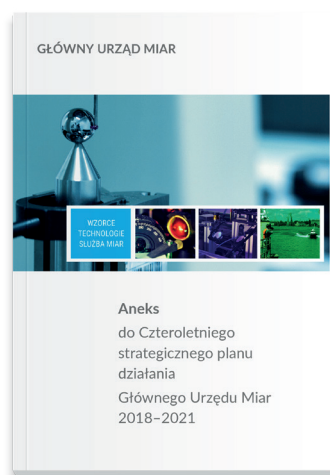 GŁÓWNY URZĄD MIAR
WZORCE
TECHNOLOGIE
SŁUŻBA MIAR
Aneks
do Czteroletniego
strategicznego planu
działania
Głównego Urzędu Miar
2018–2021